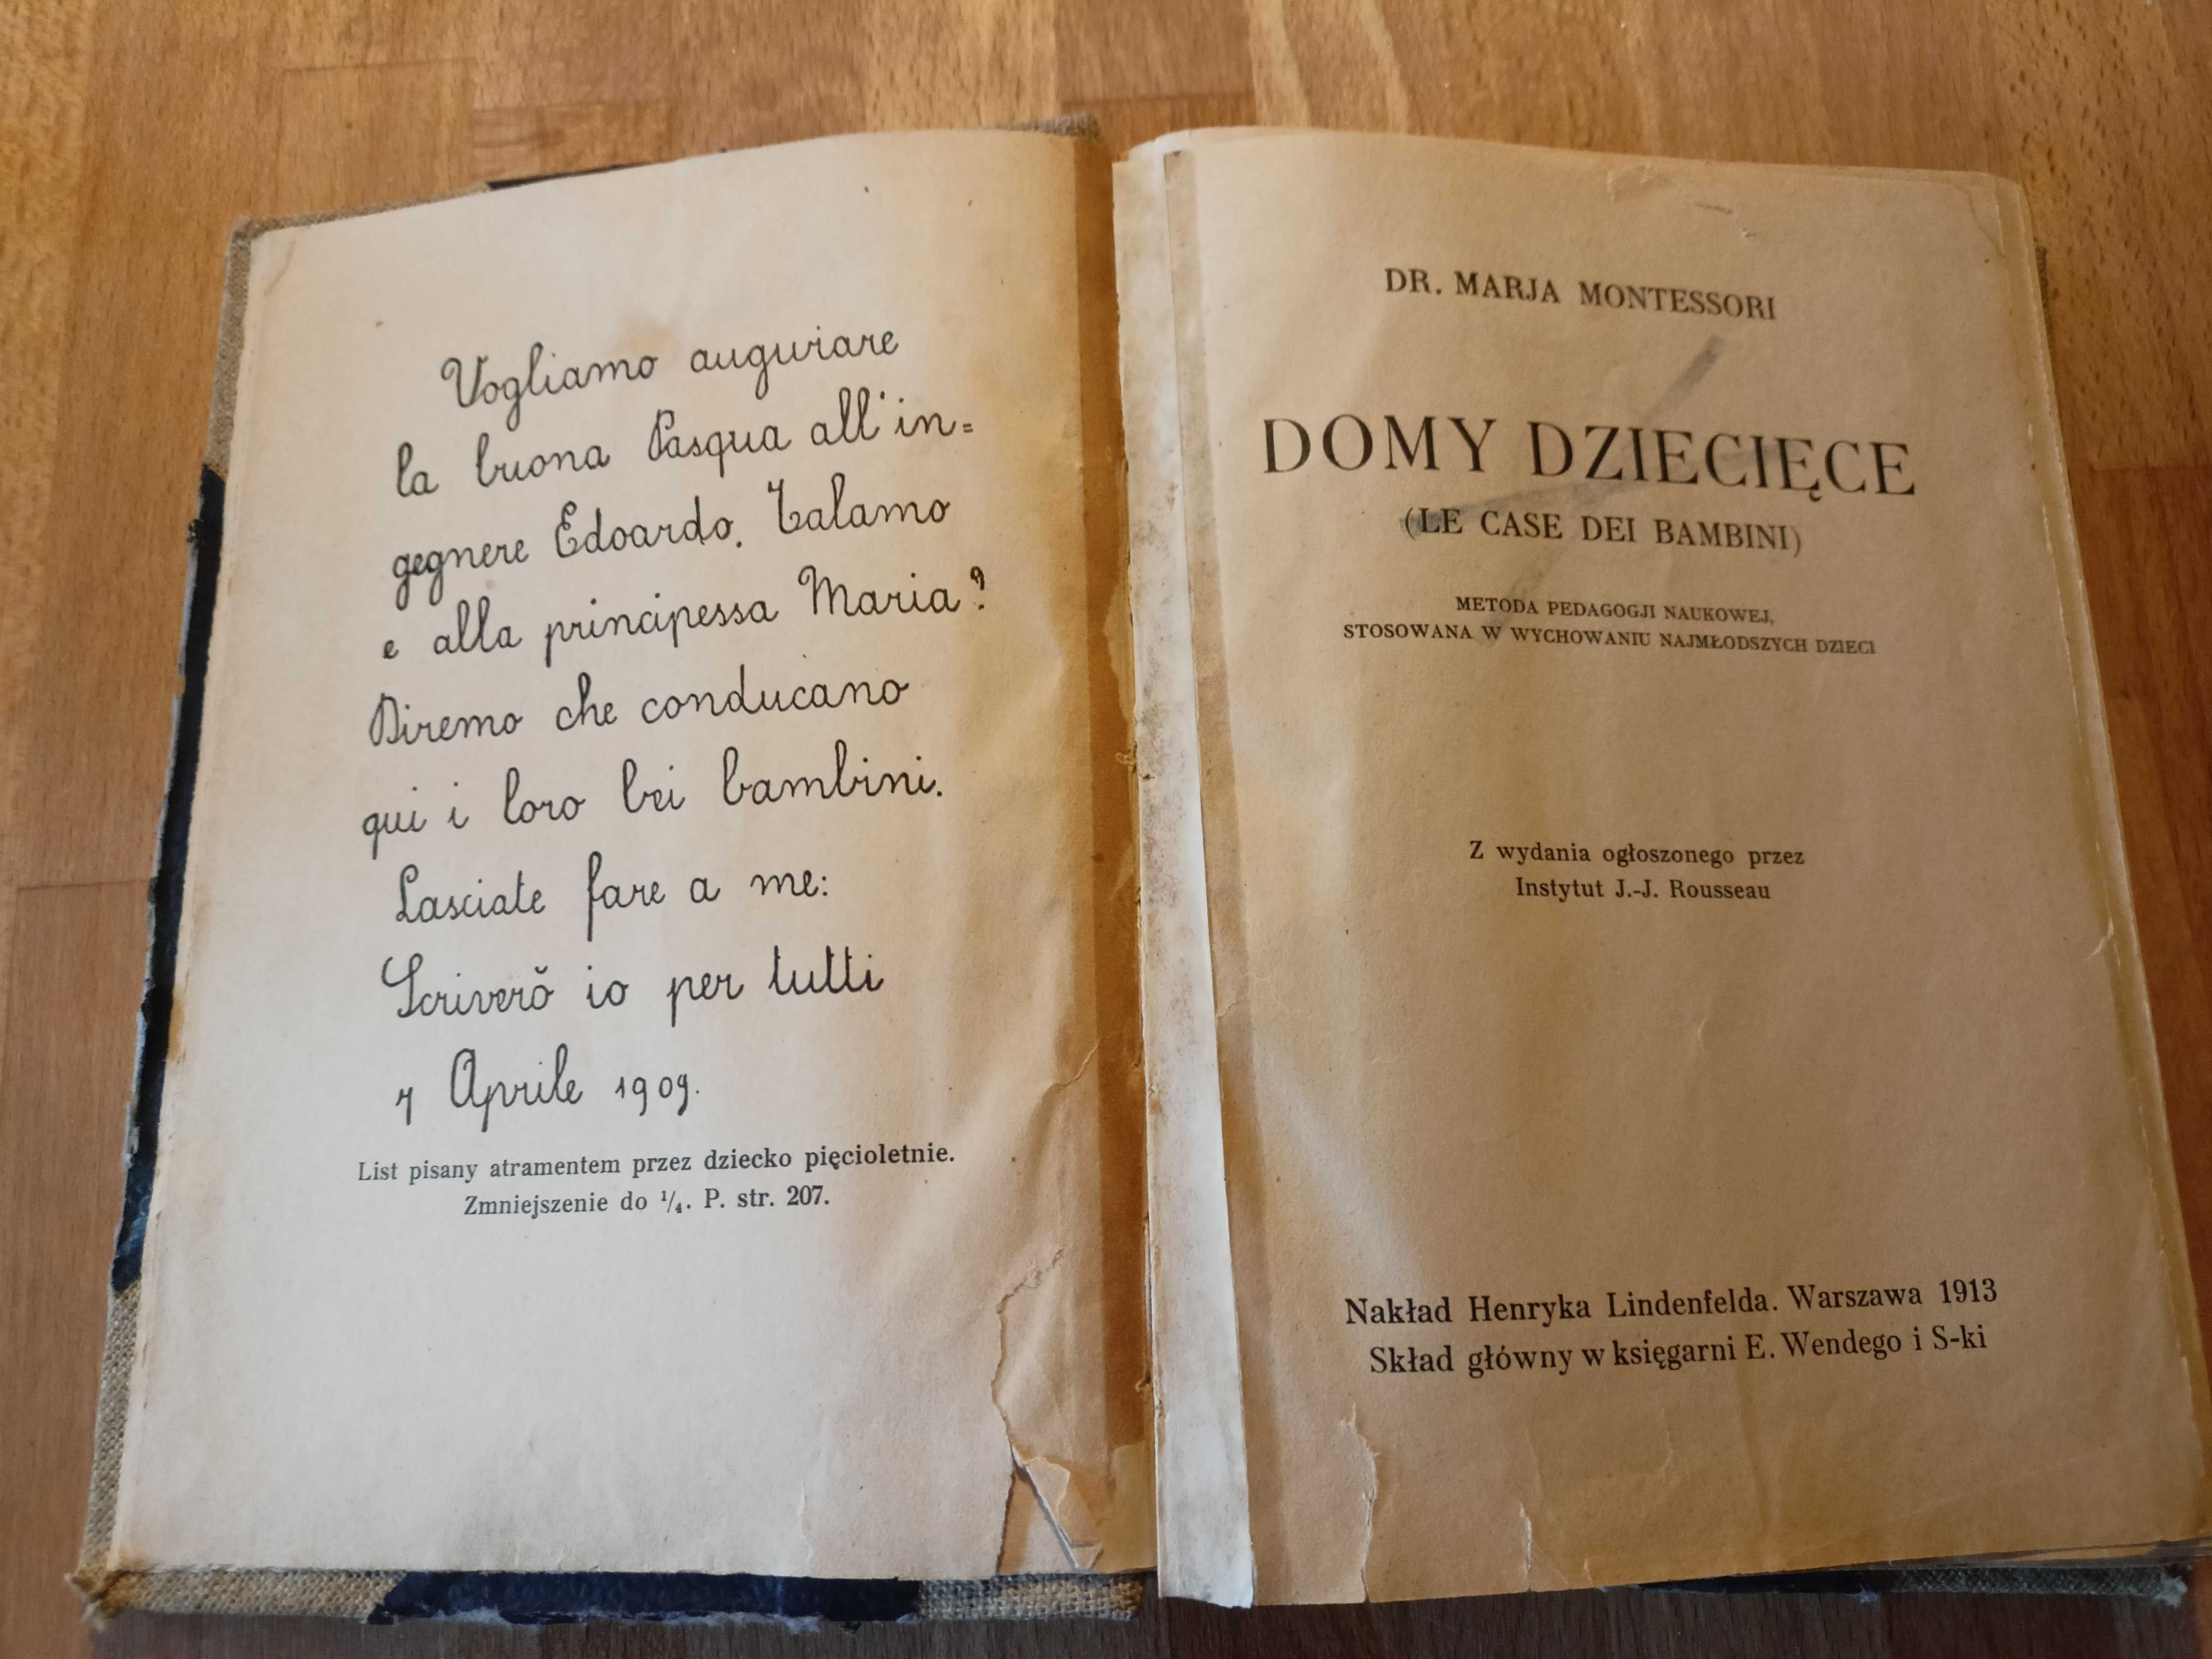 Vogliamo augurare
la buona Pasqua all'in=
gegnere Edoardo. Talamo
e alla principessa Maria?
Diremo che conducano
qui i loro bei bambini.
Lasciate fare a me:
Scriverò io per tutti
7 Aprile 1909.
List pisany atramentem przez dziecko pięcioletnie.
Zmniejszenie do ¹/₄. P. str. 207.
DR. MARJA MONTESSORI
DOMY DZIECIĘCE
(LE CASE DEI BAMBINI)
METODA PEDAGOGJI NAUKOWEJ,
STOSOWANA W WYCHOWANIU NAJMŁODSZYCH DZIECI
Z wydania ogłoszonego przez
Instytut J.-J. Rousseau
Nakład Henryka Lindenfelda. Warszawa 1913
Skład główny w księgarni E. Wendego i S-ki